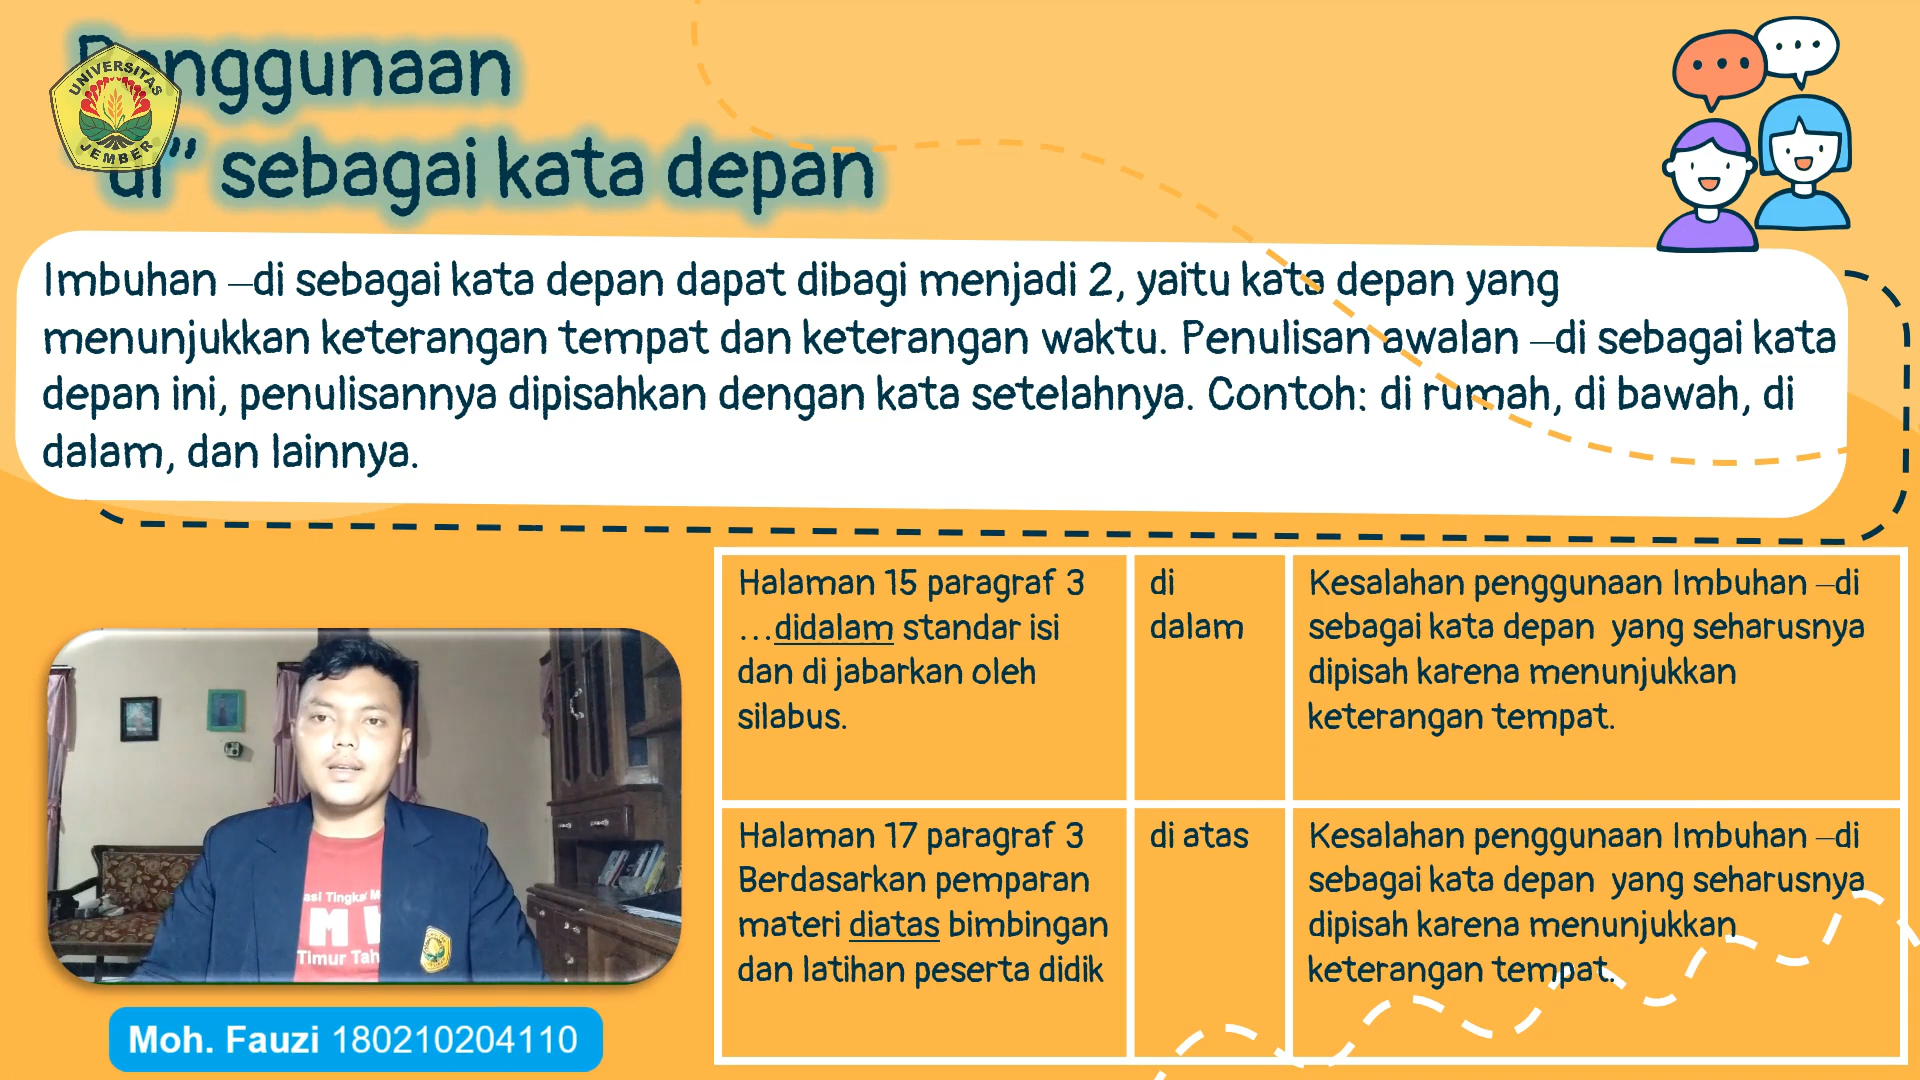 Penggunaan
"di" sebagai kata depan
UNIVERSITAS
JEMBER
Imbuhan –di sebagai kata depan dapat dibagi menjadi 2, yaitu kata depan yang
menunjukkan keterangan tempat dan keterangan waktu. Penulisan awalan –di sebagai kata
depan ini, penulisannya dipisahkan dengan kata setelahnya. Contoh: di rumah, di bawah, di
dalam, dan lainnya.
Halaman 15 paragraf 3
...didalam standar isi
dan di jabarkan oleh
silabus.
di
dalam
Kesalahan penggunaan Imbuhan –di
sebagai kata depan yang seharusnya
dipisah karena menunjukkan
keterangan tempat.
Halaman 17 paragraf 3
Berdasarkan pemparan
materi diatas bimbingan
dan latihan peserta didik
di atas
Kesalahan penggunaan Imbuhan –di
sebagai kata depan yang seharusnya
dipisah karena menunjukkan
keterangan tempat.
Timur Tah
Moh. Fauzi 180210204110